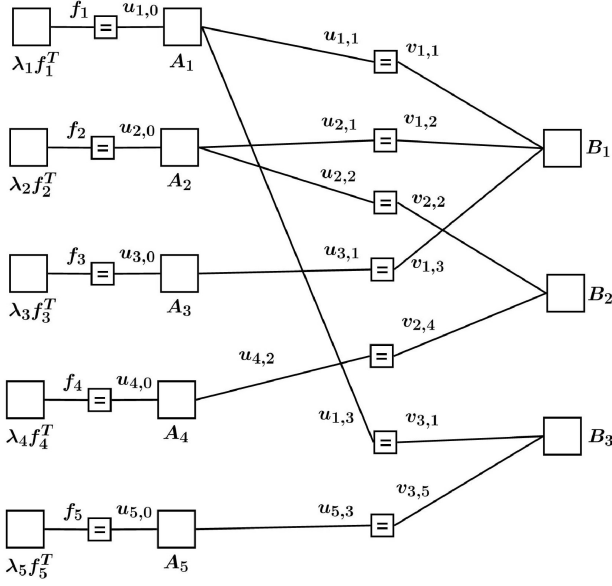 f₁ u₁,₀ u₁,₁ v₁,₁
=
=
λ₁f₁ᵀ A₁
f₂ u₂,₀ u₂,₁ v₁,₂
= = B₁
λ₂f₂ᵀ A₂ u₂,₂ v₂,₂
=
f₃ u₃,₀ u₃,₁ v₁,₃
= =
λ₃f₃ᵀ A₃ B₂
v₂,₄
u₄,₂ =
f₄ u₄,₀
=
λ₄f₄ᵀ A₄ u₁,₃ v₃,₁
= B₃
v₃,₅
f₅ u₅,₀ u₅,₃
= =
λ₅f₅ᵀ A₅